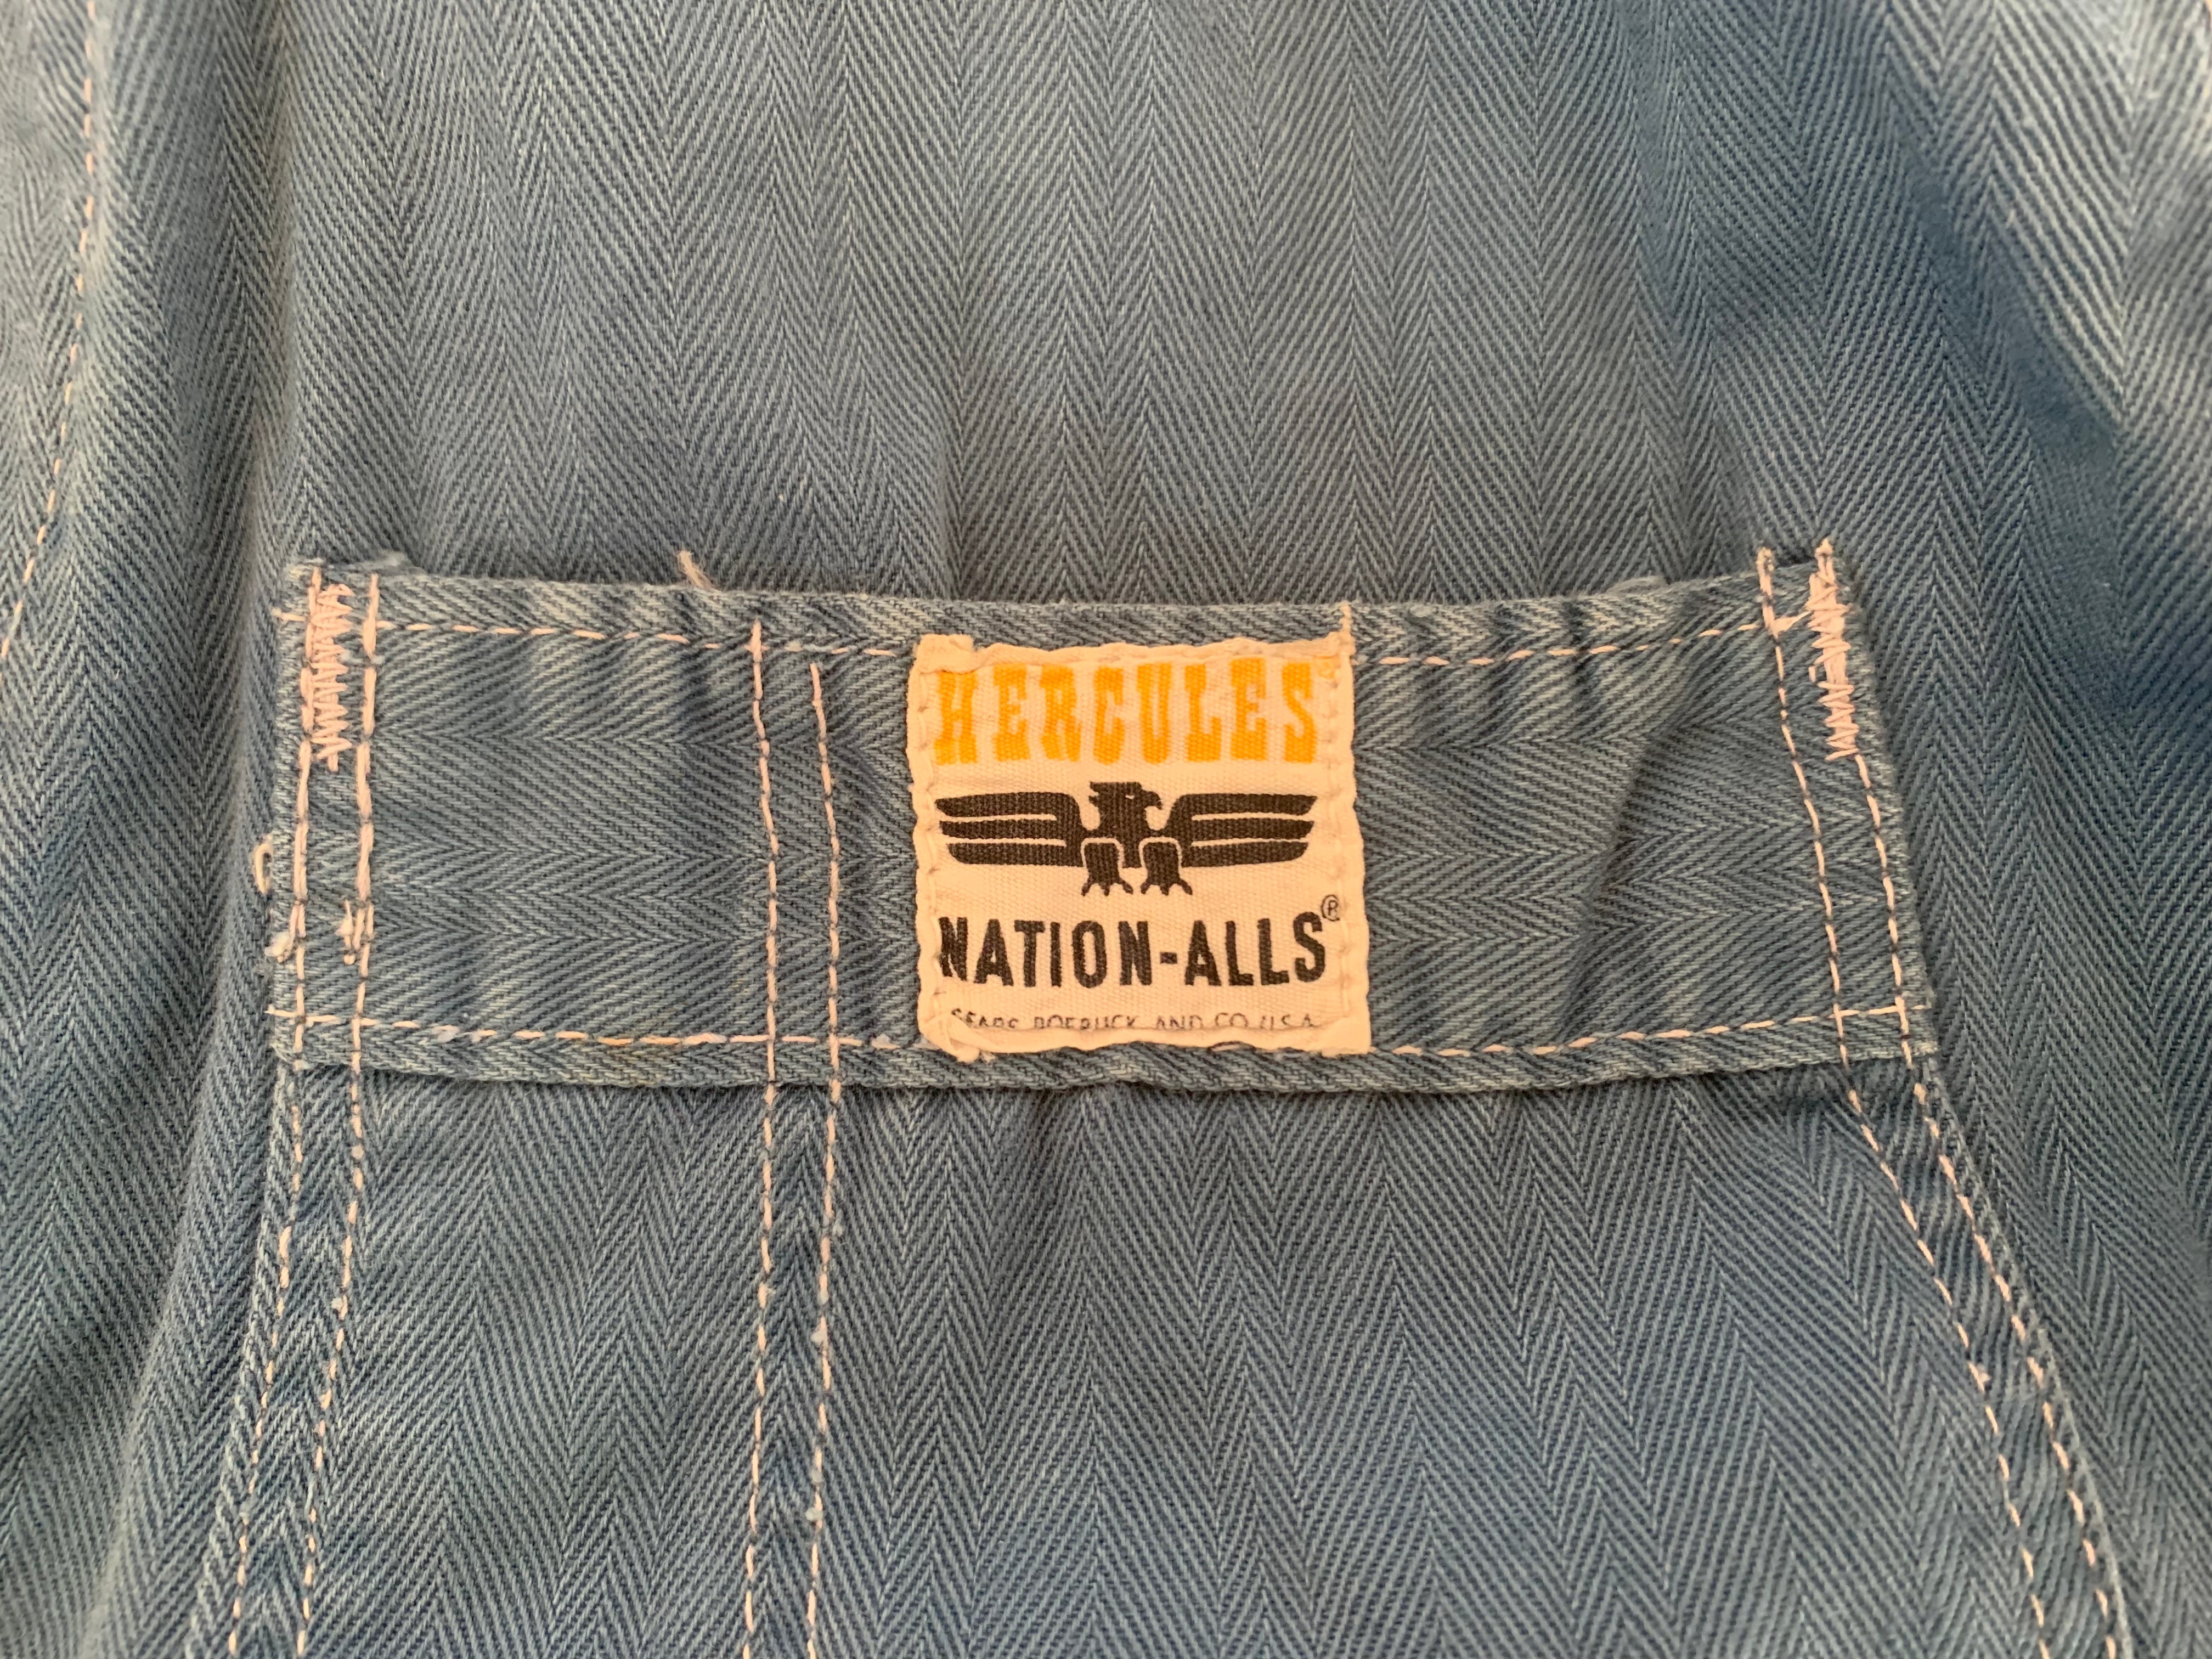 HERCULES
NATION-ALLS®
SEARS ROEBUCK AND CO. U.S.A.